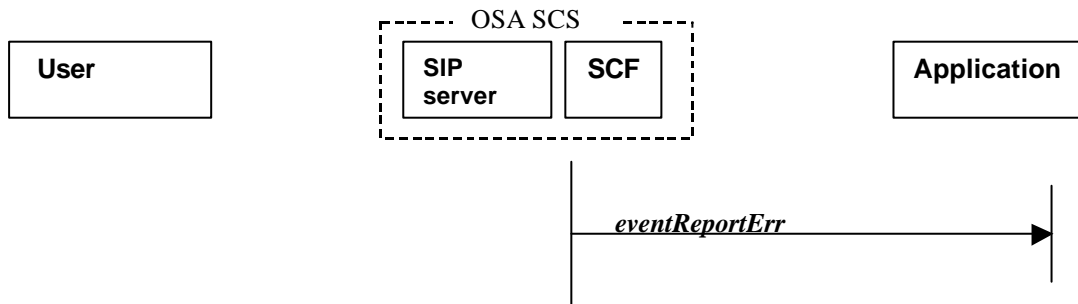 OSA SCS
User
SIP
server
SCF
Application
eventReportErr